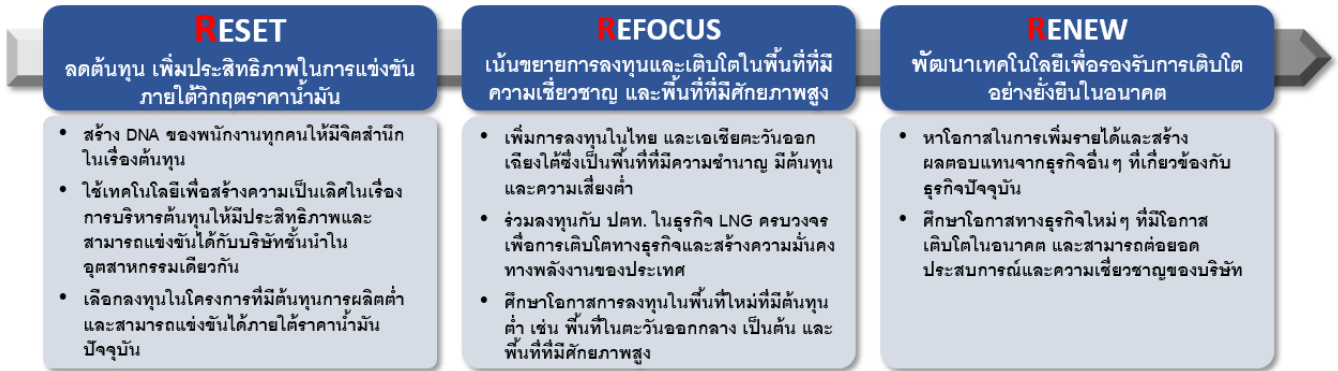 RESET
ลดต้นทุน เพิ่มประสิทธิภาพในการแข่งขัน
ภายใต้วิกฤตราคาน้ำมัน
• สร้าง DNA ของพนักงานทุกคนให้มีจิตสำนึก
ในเรื่องต้นทุน
• ใช้เทคโนโลยีเพื่อสร้างความเป็นเลิศในเรื่อง
การบริหารต้นทุนให้มีประสิทธิภาพและ
สามารถแข่งขันได้กับบริษัทชั้นนำใน
อุตสาหกรรมเดียวกัน
• เลือกลงทุนในโครงการที่มีต้นทุนการผลิตต่ำ
และสามารถแข่งขันได้ภายใต้ราคาน้ำมัน
ปัจจุบัน
REFOCUS
เน้นขยายการลงทุนและเติบโตในพื้นที่ที่มี
ความเชี่ยวชาญ และพื้นที่ที่มีศักยภาพสูง
• เพิ่มการลงทุนในไทย และเอเชียตะวันออก
เฉียงใต้ซึ่งเป็นพื้นที่ที่มีความชำนาญ มีต้นทุน
และความเสี่ยงต่ำ
• ร่วมลงทุนกับ ปตท. ในธุรกิจ LNG ครบวงจร
เพื่อการเติบโตทางธุรกิจและสร้างความมั่นคง
ทางพลังงานของประเทศ
• ศึกษาโอกาสการลงทุนในพื้นที่ใหม่ที่มีต้นทุน
ต่ำ เช่น พื้นที่ในตะวันออกกลาง เป็นต้น และ
พื้นที่ที่มีศักยภาพสูง
RENEW
พัฒนาเทคโนโลยีเพื่อรองรับการเติบโต
อย่างยั่งยืนในอนาคต
• หาโอกาสในการเพิ่มรายได้และสร้าง
ผลตอบแทนจากธุรกิจอื่นๆ ที่เกี่ยวข้องกับ
ธุรกิจปัจจุบัน
• ศึกษาโอกาสทางธุรกิจใหม่ๆ ที่มีโอกาส
เติบโตในอนาคต และสามารถต่อยอด
ประสบการณ์และความเชี่ยวชาญของบริษัท